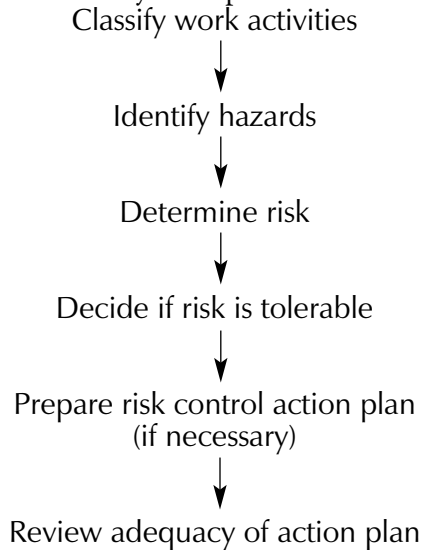 Classify work activities
Identify hazards
Determine risk
Decide if risk is tolerable
Prepare risk control action plan
(if necessary)
Review adequacy of action plan